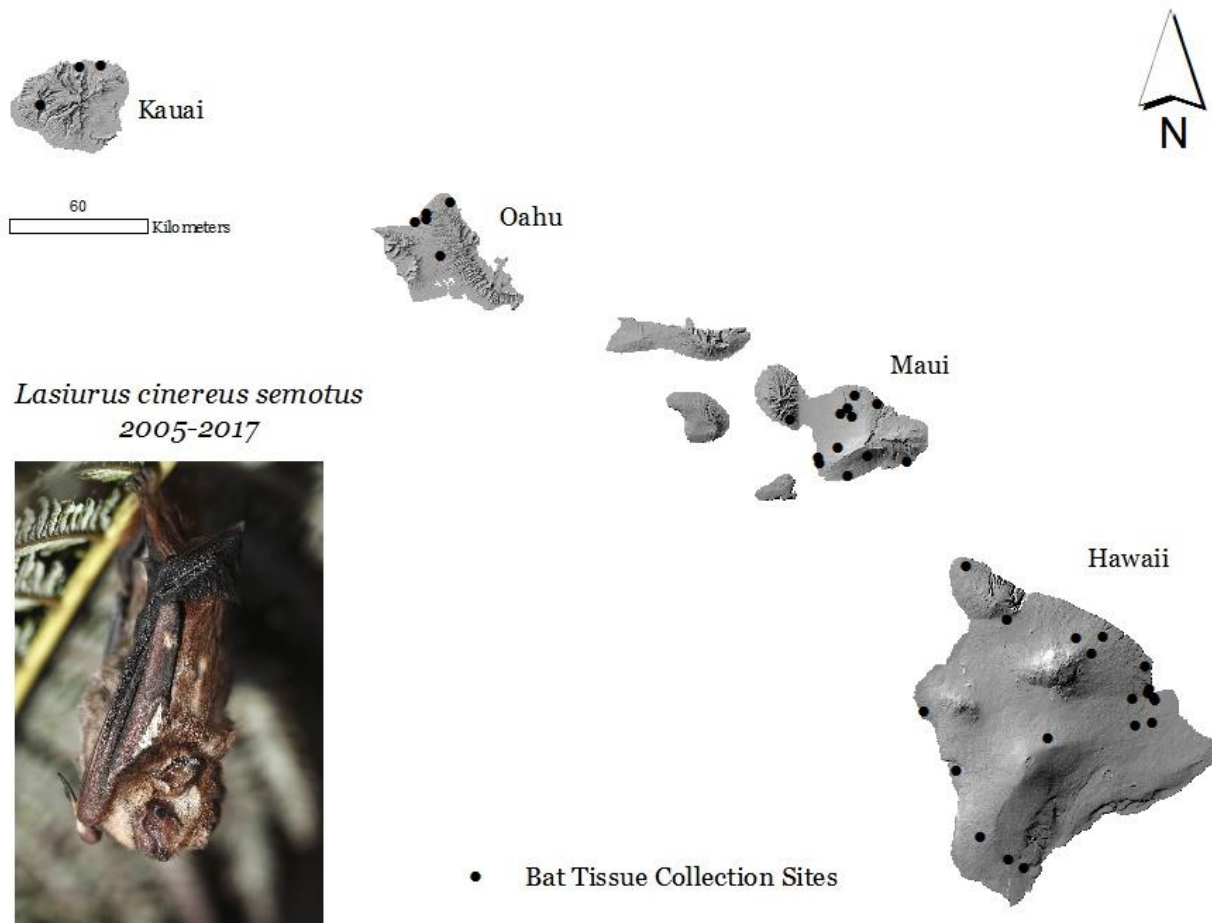 N
Kauai
60
Kilometers
Oahu
Maui
Lasiurus cinereus semotus
2005-2017
Hawaii
Bat Tissue Collection Sites